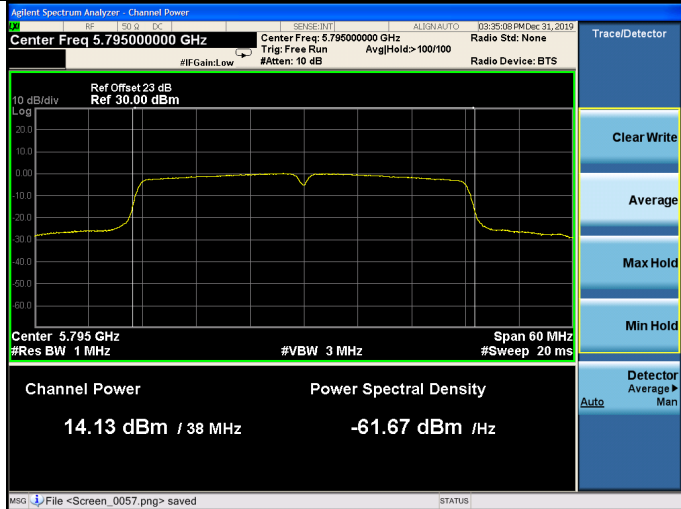 Agilent Spectrum Analyzer - Channel Power
LXI RF 50 Ω DC SENSE:INT ALIGN AUTO 03:35:08 PM Dec 31, 2019
Center Freq 5.795000000 GHz
Center Freq: 5.795000000 GHz
Radio Std: None
Trig: Free Run Avg|Hold:> 100/100
#IFGain:Low #Atten: 10 dB Radio Device: BTS
Trace/Detector
Ref Offset 23 dB
10 dB/div Ref 30.00 dBm
Log
20.0
10.0
0.00
-10.0
-20.0
-30.0
-40.0
-50.0
-60.0
Center 5.795 GHz Span 60 MHz
#Res BW 1 MHz #VBW 3 MHz #Sweep 20 ms
Channel Power Power Spectral Density
14.13 dBm / 38 MHz -61.67 dBm /Hz
Clear Write
Average
Max Hold
Min Hold
Detector
Average▶
Auto Man
MSG File <Screen_0057.png> saved STATUS